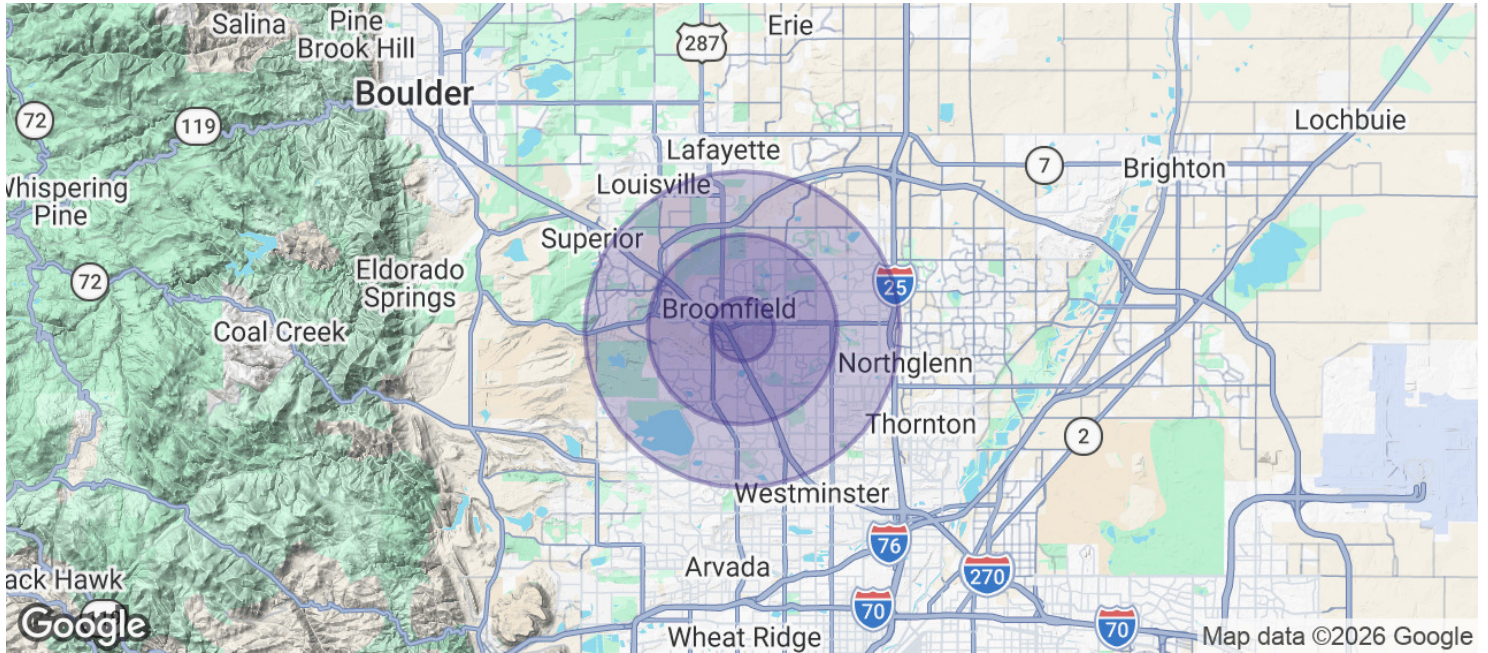 Salina
Pine
Brook Hill
287
Erie
Boulder
72
119
Lochbuie
Lafayette
7
Brighton
Whispering
Pine
Louisville
Superior
72
Eldorado
Springs
25
Broomfield
Coal Creek
Northglenn
Thornton
2
Westminster
76
Arvada
ack Hawk
270
70
Google
Wheat Ridge
70
Map data ©2026 Google